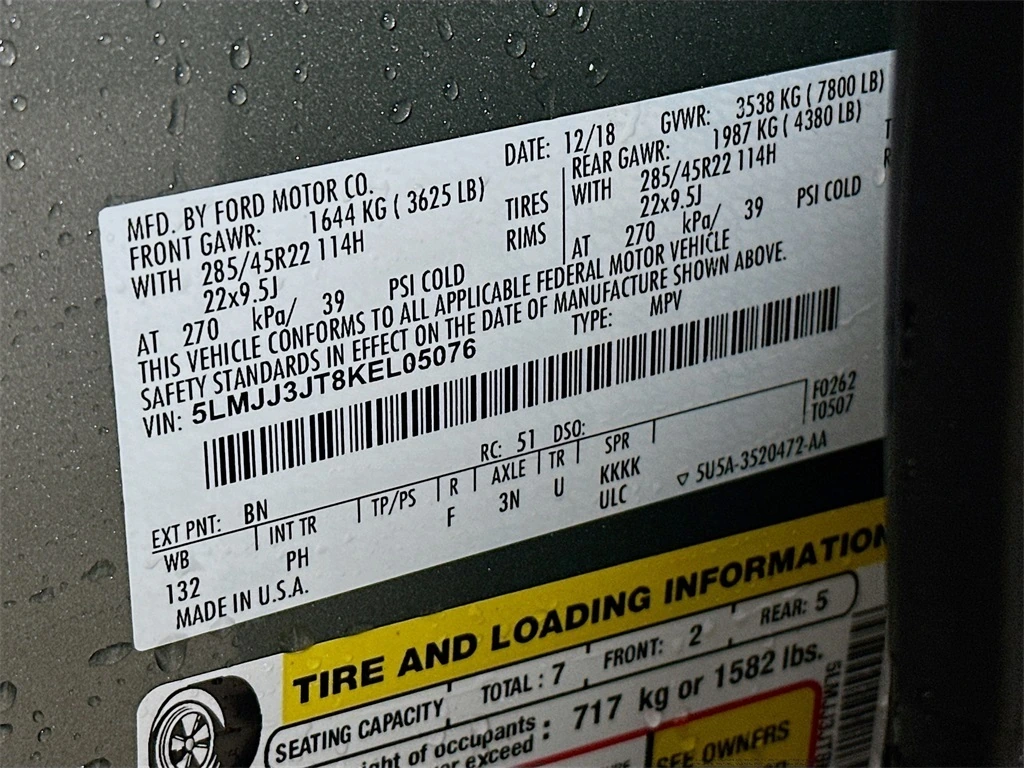 MFD. BY FORD MOTOR CO. DATE: 12/18 GVWR: 3538 KG ( 7800 LB)
FRONT GAWR: 1644 KG ( 3625 LB) REAR GAWR: 1987 KG ( 4380 LB)
WITH 285/45R22 114H TIRES WITH 285/45R22 114H
22x9.5J RIMS 22x9.5J
AT 270 kPa/ 39 PSI COLD AT 270 kPa/ 39 PSI COLD
THIS VEHICLE CONFORMS TO ALL APPLICABLE FEDERAL MOTOR VEHICLE
SAFETY STANDARDS IN EFFECT ON THE DATE OF MANUFACTURE SHOWN ABOVE.
VIN: 5LMJJ3JT8KEL05076 TYPE: MPV
F0262
T0507
EXT PNT: BN RC: 51 DSO:
WB INT TR TP/PS R AXLE TR SPR
132 PH F 3N U KKKK
ULC
▽ 5U5A-3520472-AA
MADE IN U.S.A.
TIRE AND LOADING INFORMATION
SEATING CAPACITY TOTAL : 7 FRONT: 2 REAR: 5
of occupants : 717 kg or 1582 lbs.
exceed
SEE OWNERS